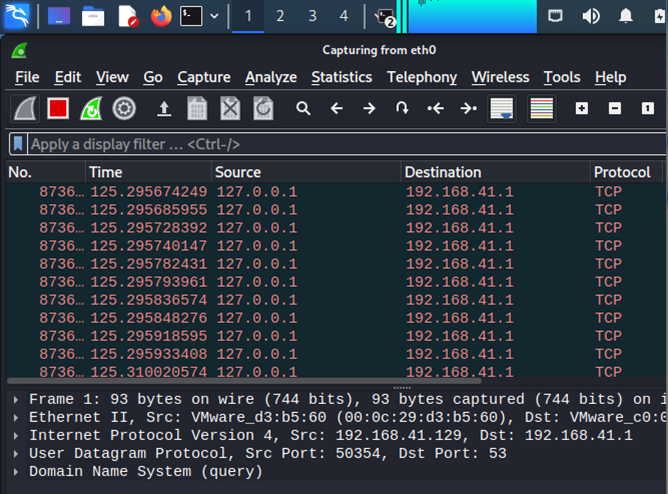 1 2 3 4 2
Capturing from eth0
File Edit View Go Capture Analyze Statistics Telephony Wireless Tools Help
Apply a display filter … <Ctrl-/>
No. Time Source Destination Protocol
8736… 125.295674249 127.0.0.1 192.168.41.1 TCP
8736… 125.295685955 127.0.0.1 192.168.41.1 TCP
8736… 125.295728392 127.0.0.1 192.168.41.1 TCP
8736… 125.295740147 127.0.0.1 192.168.41.1 TCP
8736… 125.295782431 127.0.0.1 192.168.41.1 TCP
8736… 125.295793961 127.0.0.1 192.168.41.1 TCP
8736… 125.295836574 127.0.0.1 192.168.41.1 TCP
8736… 125.295848276 127.0.0.1 192.168.41.1 TCP
8736… 125.295918595 127.0.0.1 192.168.41.1 TCP
8736… 125.295933408 127.0.0.1 192.168.41.1 TCP
8736… 125.310020574 127.0.0.1 192.168.41.1 TCP
Frame 1: 93 bytes on wire (744 bits), 93 bytes captured (744 bits) on i
Ethernet II, Src: VMware_d3:b5:60 (00:0c:29:d3:b5:60), Dst: VMware_c0:0
Internet Protocol Version 4, Src: 192.168.41.129, Dst: 192.168.41.1
User Datagram Protocol, Src Port: 50354, Dst Port: 53
Domain Name System (query)